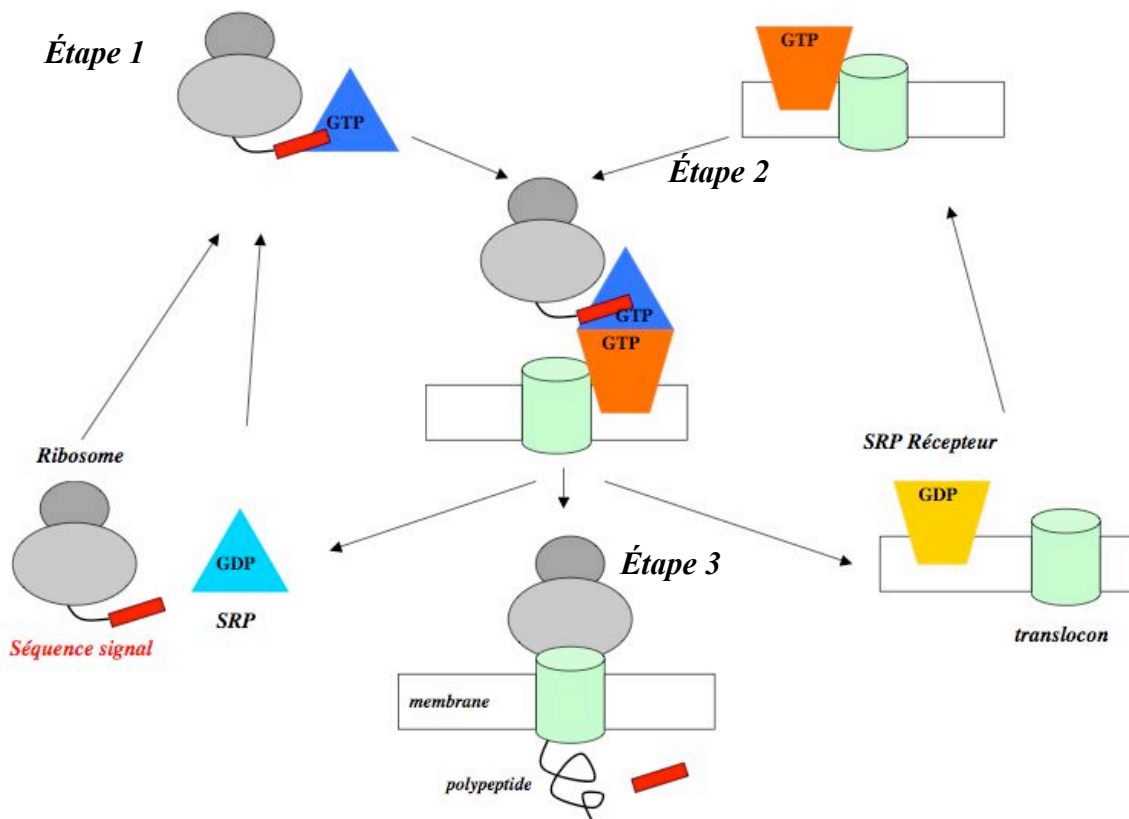 Étape 1
GTP
GTP
Étape 2
GTP
GTP
Ribosome
SRP Récepteur
GDP
GDP
Étape 3
SRP
Séquence signal
translocon
membrane
polypeptide